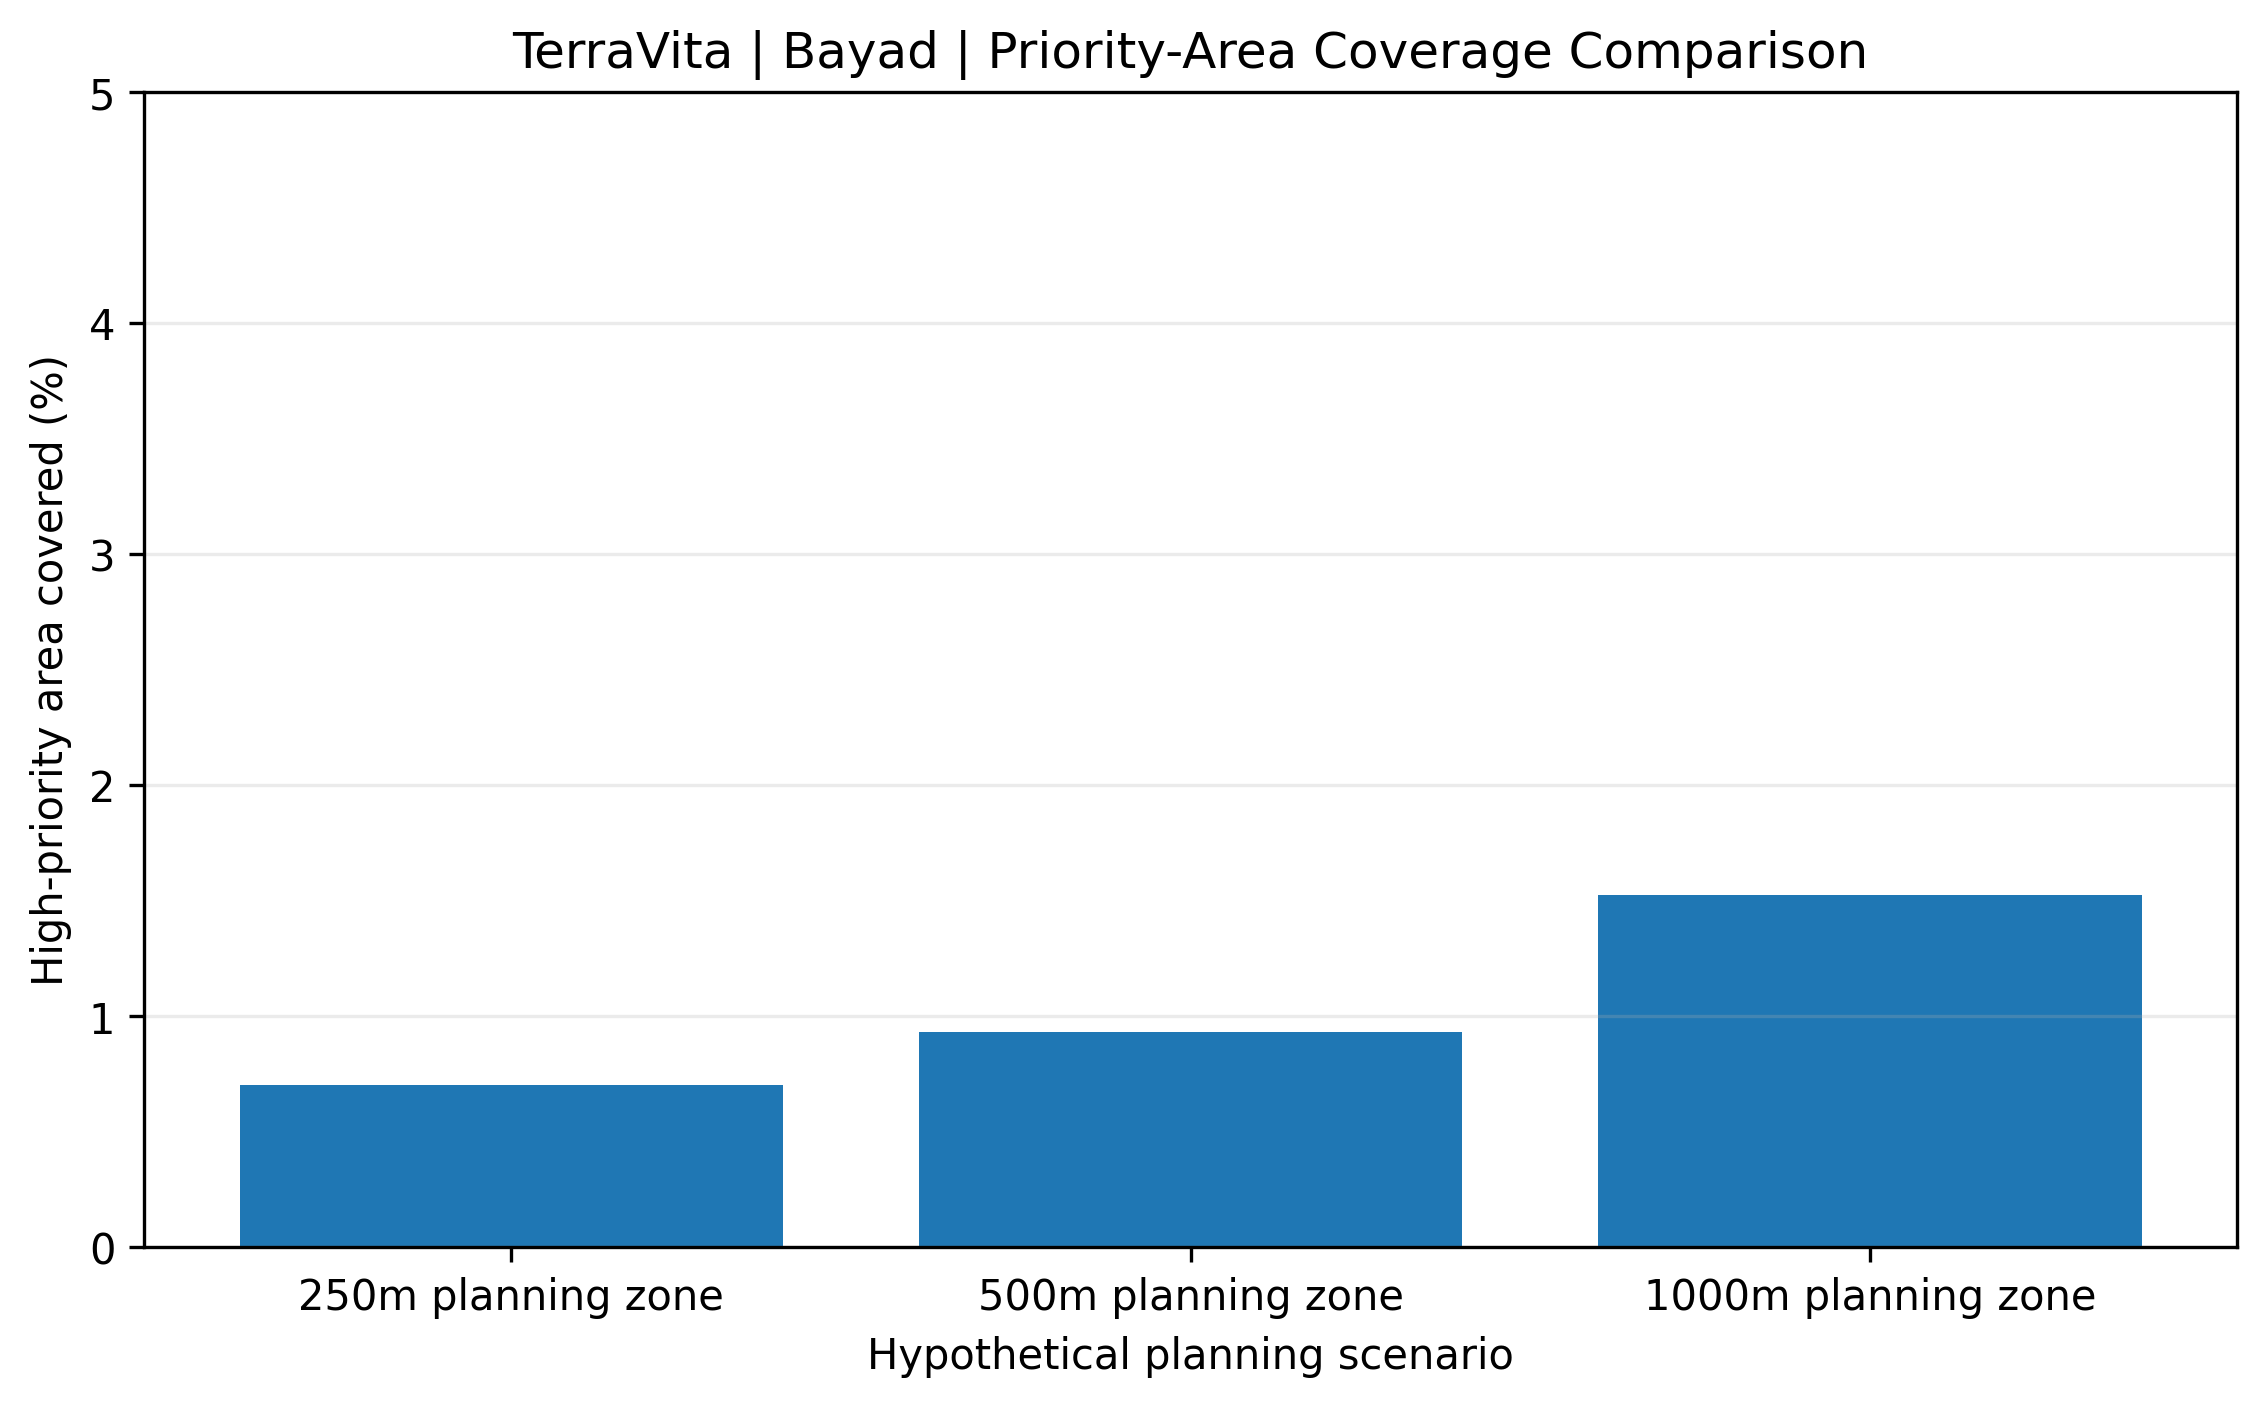 TerraVita | Bayad | Priority-Area Coverage Comparison
High-priority area covered (%)
5
4
3
2
1
0
250m planning zone
500m planning zone
1000m planning zone
Hypothetical planning scenario